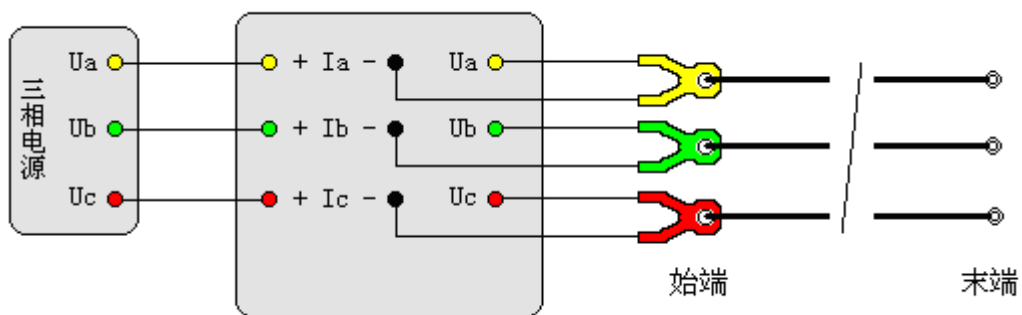 三相电源
Ua + Ia - Ua
Ub + Ib - Ub
Uc + Ic - Uc
始端 末端